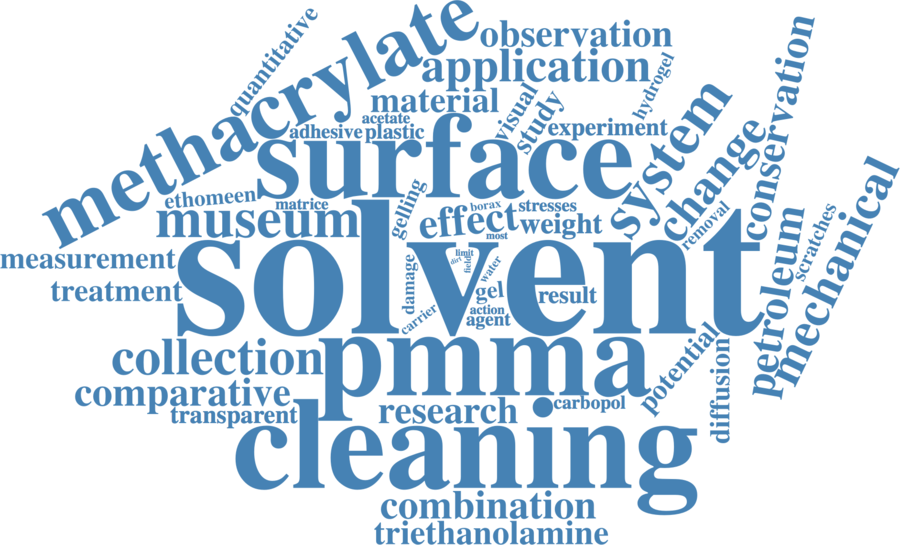 quantitative
methacrylate
observation
application
material
acetate
adhesive
plastic
visual
study
hydrogel
experiment
surface
system
change
conservation
ethomeen
matrice
museum
gelling
effect
borax
most
stresses
weight
removal
measurement
treatment
solvent
damage
limit
dirt
field
water
gel
carrier
action
agent
result
petroleum
scratches
mechanical
collection
pmma
potential
diffusion
comparative
transparent
research
carbopol
cleaning
combination
triethanolamine